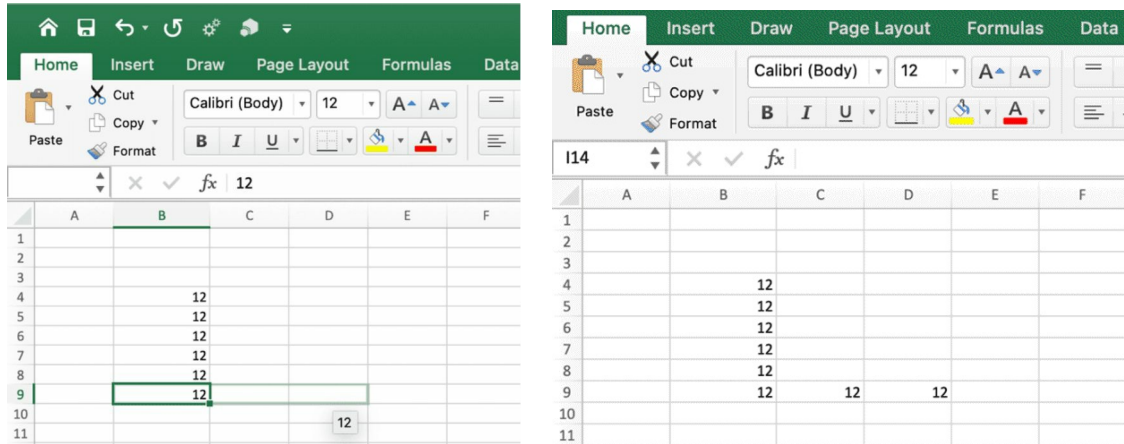 Home Insert Draw Page Layout Formulas Data
Paste
Cut
Copy
Format
Calibri (Body) 12 A A
B I U A
fx 12
A B C D E F
1
2
3
4 12
5 12
6 12
7 12
8 12
9 12
10 12
11
Home Insert Draw Page Layout Formulas Data
Paste
Cut
Copy
Format
Calibri (Body) 12 A A
B I U A
I14 fx
A B C D E F
1
2
3
4 12
5 12
6 12
7 12
8 12
9 12 12 12
10
11